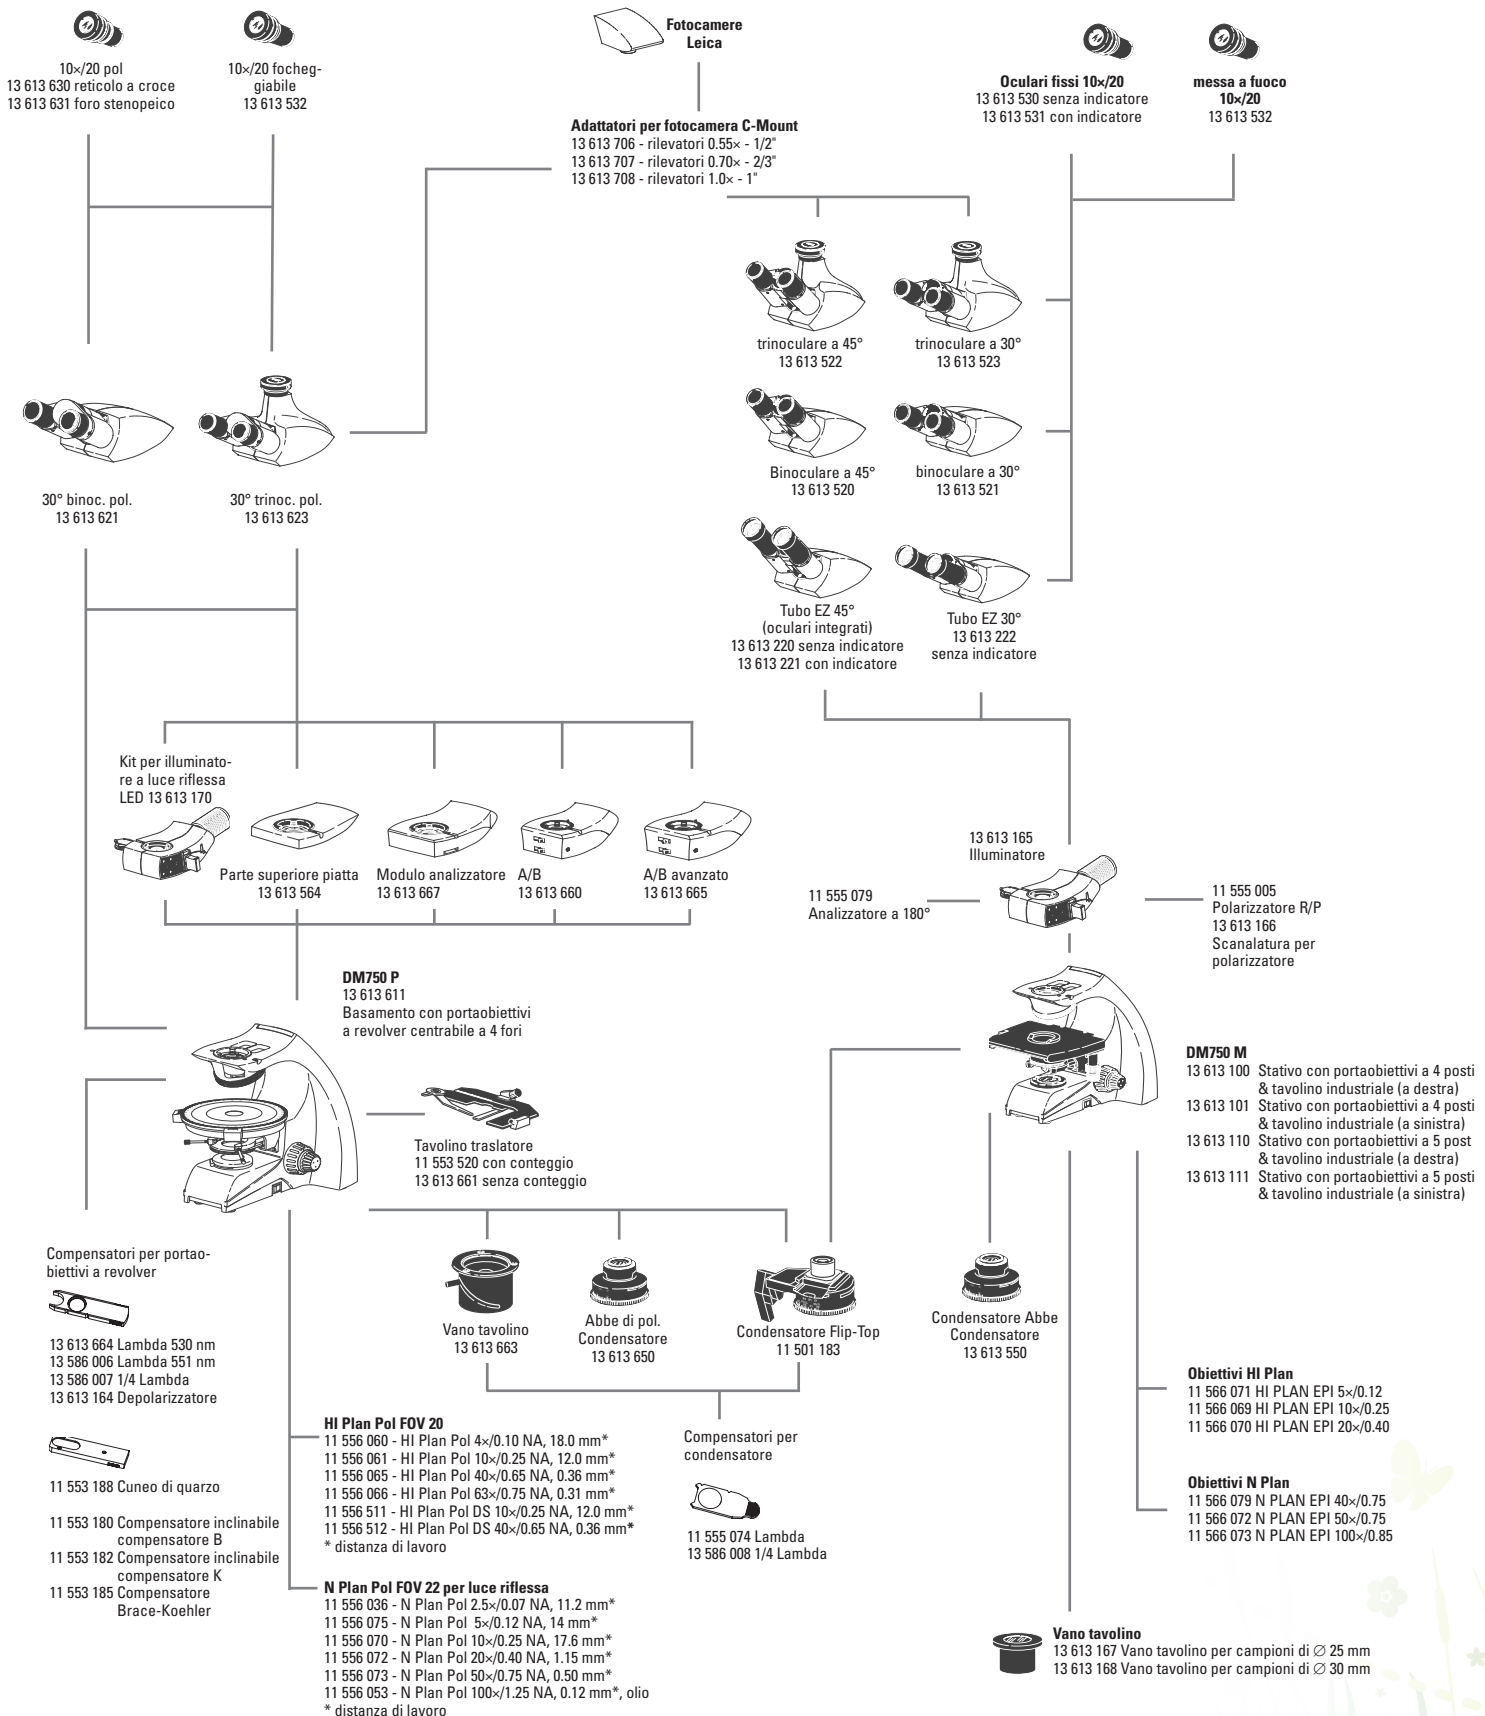 10×/20 pol
13 613 630 reticolo a croce
13 613 631 foro stenopeico
10×/20 focheg-
giabile
13 613 532
Fotocamere
Leica
Adattatori per fotocamera C-Mount
13 613 706 - rilevatori 0.55× - 1/2"
13 613 707 - rilevatori 0.70× - 2/3"
13 613 708 - rilevatori 1.0× - 1"
Oculari fissi 10×/20
13 613 530 senza indicatore
13 613 531 con indicatore
messa a fuoco
10×/20
13 613 532
trinoculare a 45°
13 613 522
trinoculare a 30°
13 613 523
Binoculare a 45°
13 613 520
binoculare a 30°
13 613 521
30° binoc. pol.
13 613 621
30° trinoc. pol.
13 613 623
Tubo EZ 45°
(oculari integrati)
13 613 220 senza indicatore
13 613 221 con indicatore
Tubo EZ 30°
13 613 222
senza indicatore
Kit per illuminato-
re a luce riflessa
LED 13 613 170
Parte superiore piatta
13 613 564
Modulo analizzatore
13 613 667
A/B
13 613 660
A/B avanzato
13 613 665
13 613 165
Illuminatore
11 555 079
Analizzatore a 180°
11 555 005
Polarizzatore R/P
13 613 166
Scanalatura per
polarizzatore
DM750 P
13 613 611
Basamento con portaobiettivi
a revolver centrabile a 4 fori
Tavolino traslatore
11 553 520 con conteggio
13 613 661 senza conteggio
DM750 M
13 613 100 Stativo con portaobiettivi a 4 posti
& tavolino industriale (a destra)
13 613 101 Stativo con portaobiettivi a 4 posti
& tavolino industriale (a sinistra)
13 613 110 Stativo con portaobiettivi a 5 post
& tavolino industriale (a destra)
13 613 111 Stativo con portaobiettivi a 5 posti
& tavolino industriale (a sinistra)
Compensatori per portao-
biettivi a revolver
13 613 664 Lambda 530 nm
13 586 006 Lambda 551 nm
13 586 007 1/4 Lambda
13 613 164 Depolarizzatore
11 553 188 Cuneo di quarzo
11 553 180 Compensatore inclinabile
compensatore B
11 553 182 Compensatore inclinabile
compensatore K
11 553 185 Compensatore
Brace-Koehler
Vano tavolino
13 613 663
Abbe di pol.
Condensatore
13 613 650
Condensatore Flip-Top
11 501 183
Condensatore Abbe
Condensatore
13 613 550
HI Plan Pol FOV 20
11 556 060 - HI Plan Pol 4×/0.10 NA, 18.0 mm*
11 556 061 - HI Plan Pol 10×/0.25 NA, 12.0 mm*
11 556 065 - HI Plan Pol 40×/0.65 NA, 0.36 mm*
11 556 066 - HI Plan Pol 63×/0.75 NA, 0.31 mm*
11 556 511 - HI Plan Pol DS 10×/0.25 NA, 12.0 mm*
11 556 512 - HI Plan Pol DS 40×/0.65 NA, 0.36 mm*
* distanza di lavoro
N Plan Pol FOV 22 per luce riflessa
11 556 036 - N Plan Pol 2.5×/0.07 NA, 11.2 mm*
11 556 075 - N Plan Pol 5×/0.12 NA, 14 mm*
11 556 070 - N Plan Pol 10×/0.25 NA, 17.6 mm*
11 556 072 - N Plan Pol 20×/0.40 NA, 1.15 mm*
11 556 073 - N Plan Pol 50×/0.75 NA, 0.50 mm*
11 556 053 - N Plan Pol 100×/1.25 NA, 0.12 mm*, olio
* distanza di lavoro
Compensatori per
condensatore
11 555 074 Lambda
13 586 008 1/4 Lambda
Obiettivi HI Plan
11 566 071 HI PLAN EPI 5×/0.12
11 566 069 HI PLAN EPI 10×/0.25
11 566 070 HI PLAN EPI 20×/0.40
Obiettivi N Plan
11 566 079 N PLAN EPI 40×/0.75
11 566 072 N PLAN EPI 50×/0.75
11 566 073 N PLAN EPI 100×/0.85
Vano tavolino
13 613 167 Vano tavolino per campioni di ∅ 25 mm
13 613 168 Vano tavolino per campioni di ∅ 30 mm